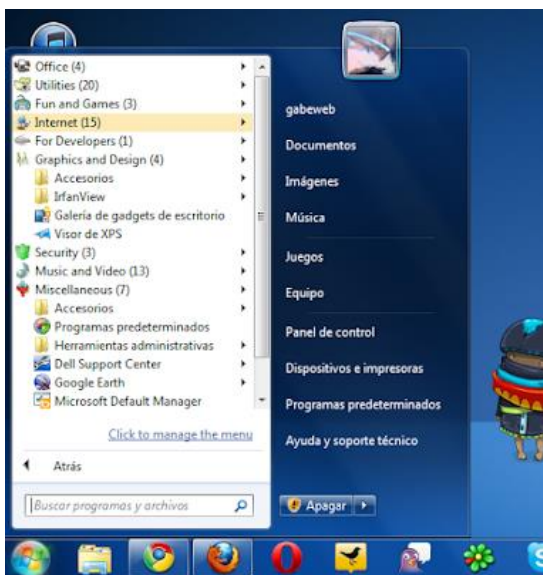 Office (4)
Utilities (20)
Fun and Games (3)
Internet (15)
For Developers (1)
Graphics and Design (4)
Accesorios
IrfanView
Galería de gadgets de escritorio
Visor de XPS
Security (3)
Music and Video (13)
Miscellaneous (7)
Accesorios
Programas predeterminados
Herramientas administrativas
Dell Support Center
Google Earth
Microsoft Default Manager
Click to manage the menu
Atrás
Buscar programas y archivos
gabeweb
Documentos
Imágenes
Música
Juegos
Equipo
Panel de control
Dispositivos e impresoras
Programas predeterminados
Ayuda y soporte técnico
Apagar